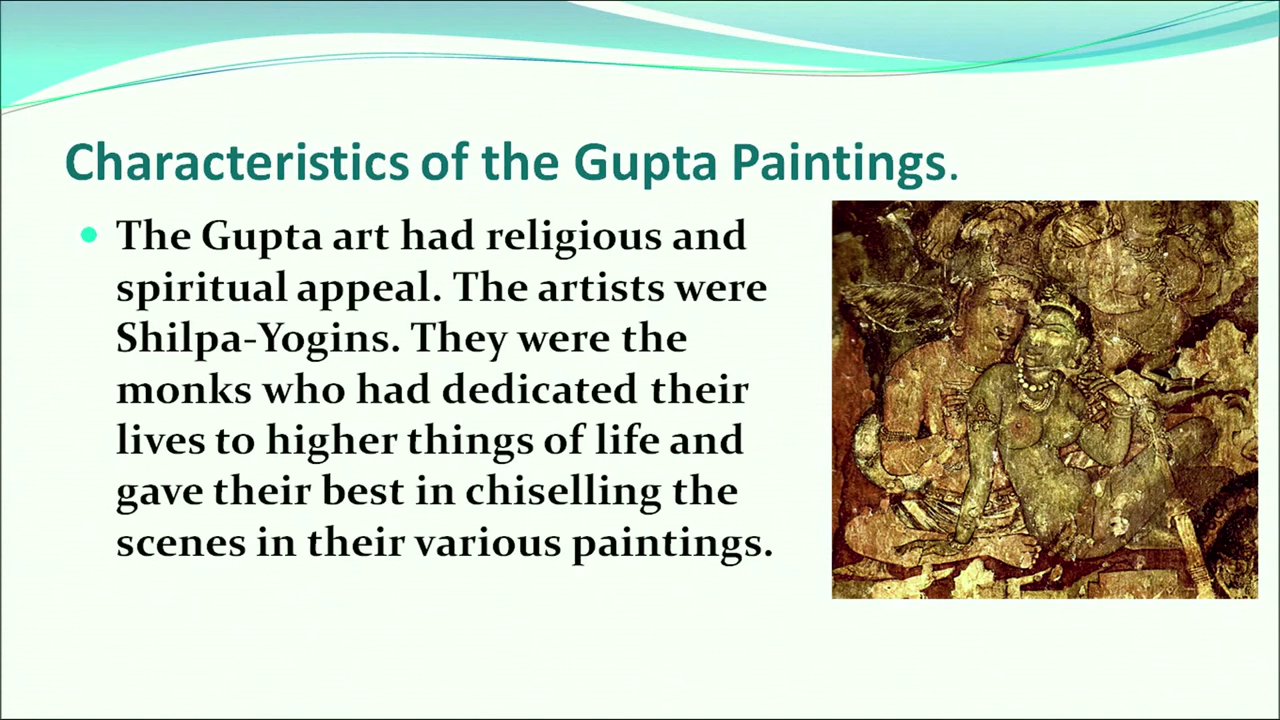 Characteristics of the Gupta Paintings.
The Gupta art had religious and
spiritual appeal. The artists were
Shilpa-Yogins. They were the
monks who had dedicated their
lives to higher things of life and
gave their best in chiselling the
scenes in their various paintings.